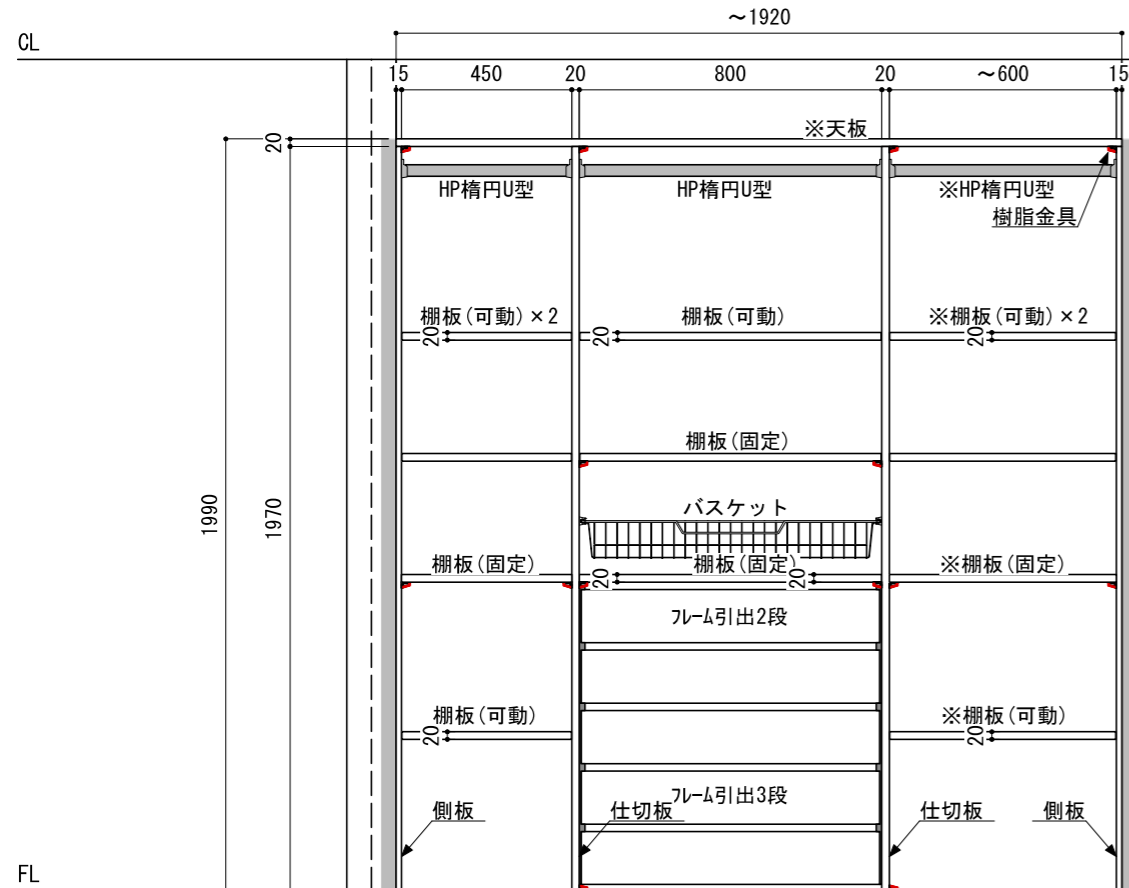 ～1920
CL
15
450
20
800
20
～600
15
※天板
20
HP楕円U型
HP楕円U型
※HP楕円U型
樹脂金具
棚板(可動)×2
棚板(可動)
※棚板(可動)×2
20
20
20
棚板(固定)
1990
1970
バスケット
棚板(固定)
棚板(固定)
※棚板(固定)
20
20
ﾌﾚｰﾑ引出2段
棚板(可動)
※棚板(可動)
20
20
ﾌﾚｰﾑ引出3段
側板
仕切板
仕切板
側板
FL